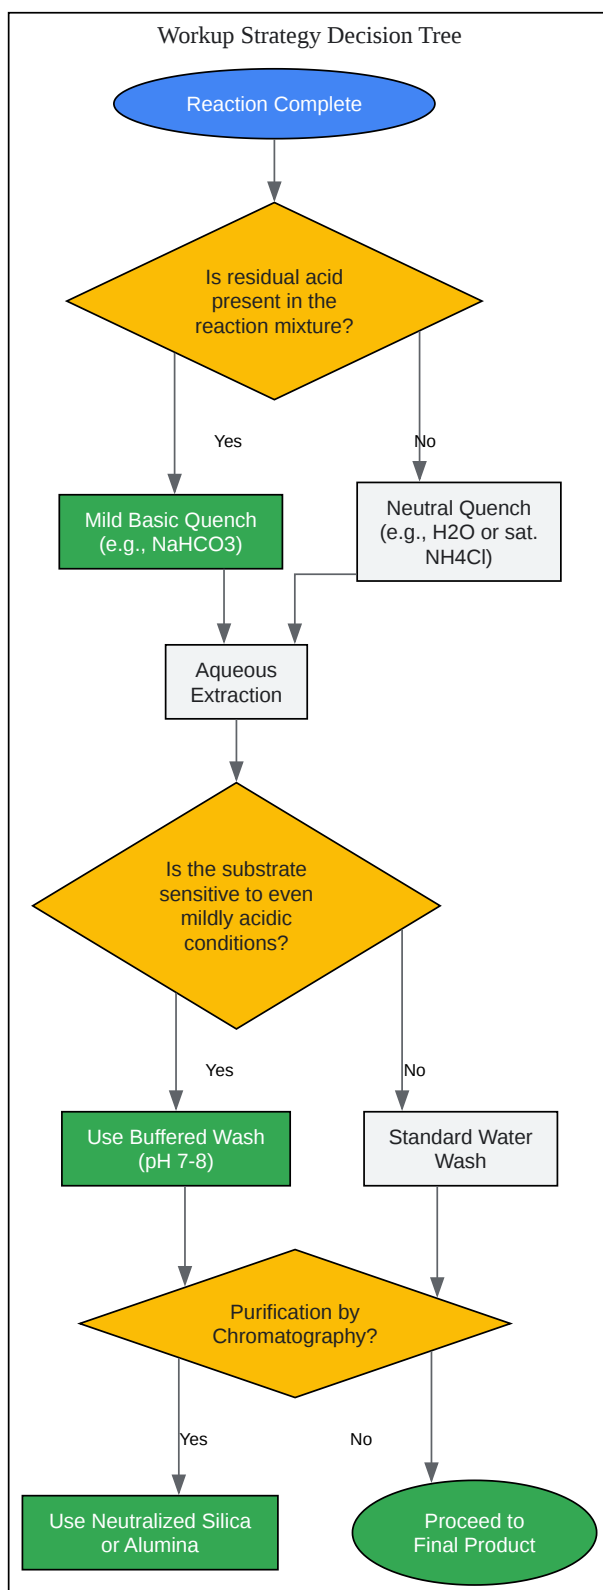 Workup Strategy Decision Tree
Reaction Complete
Is residual acid
present in the
reaction mixture?
Yes
No
Mild Basic Quench
(e.g., NaHCO3)
Neutral Quench
(e.g., H2O or sat.
NH4Cl)
Aqueous
Extraction
Is the substrate
sensitive to even
mildly acidic
conditions?
Yes
No
Use Buffered Wash
(pH 7-8)
Standard Water
Wash
Purification by
Chromatography?
Yes
No
Use Neutralized Silica
or Alumina
Proceed to
Final Product